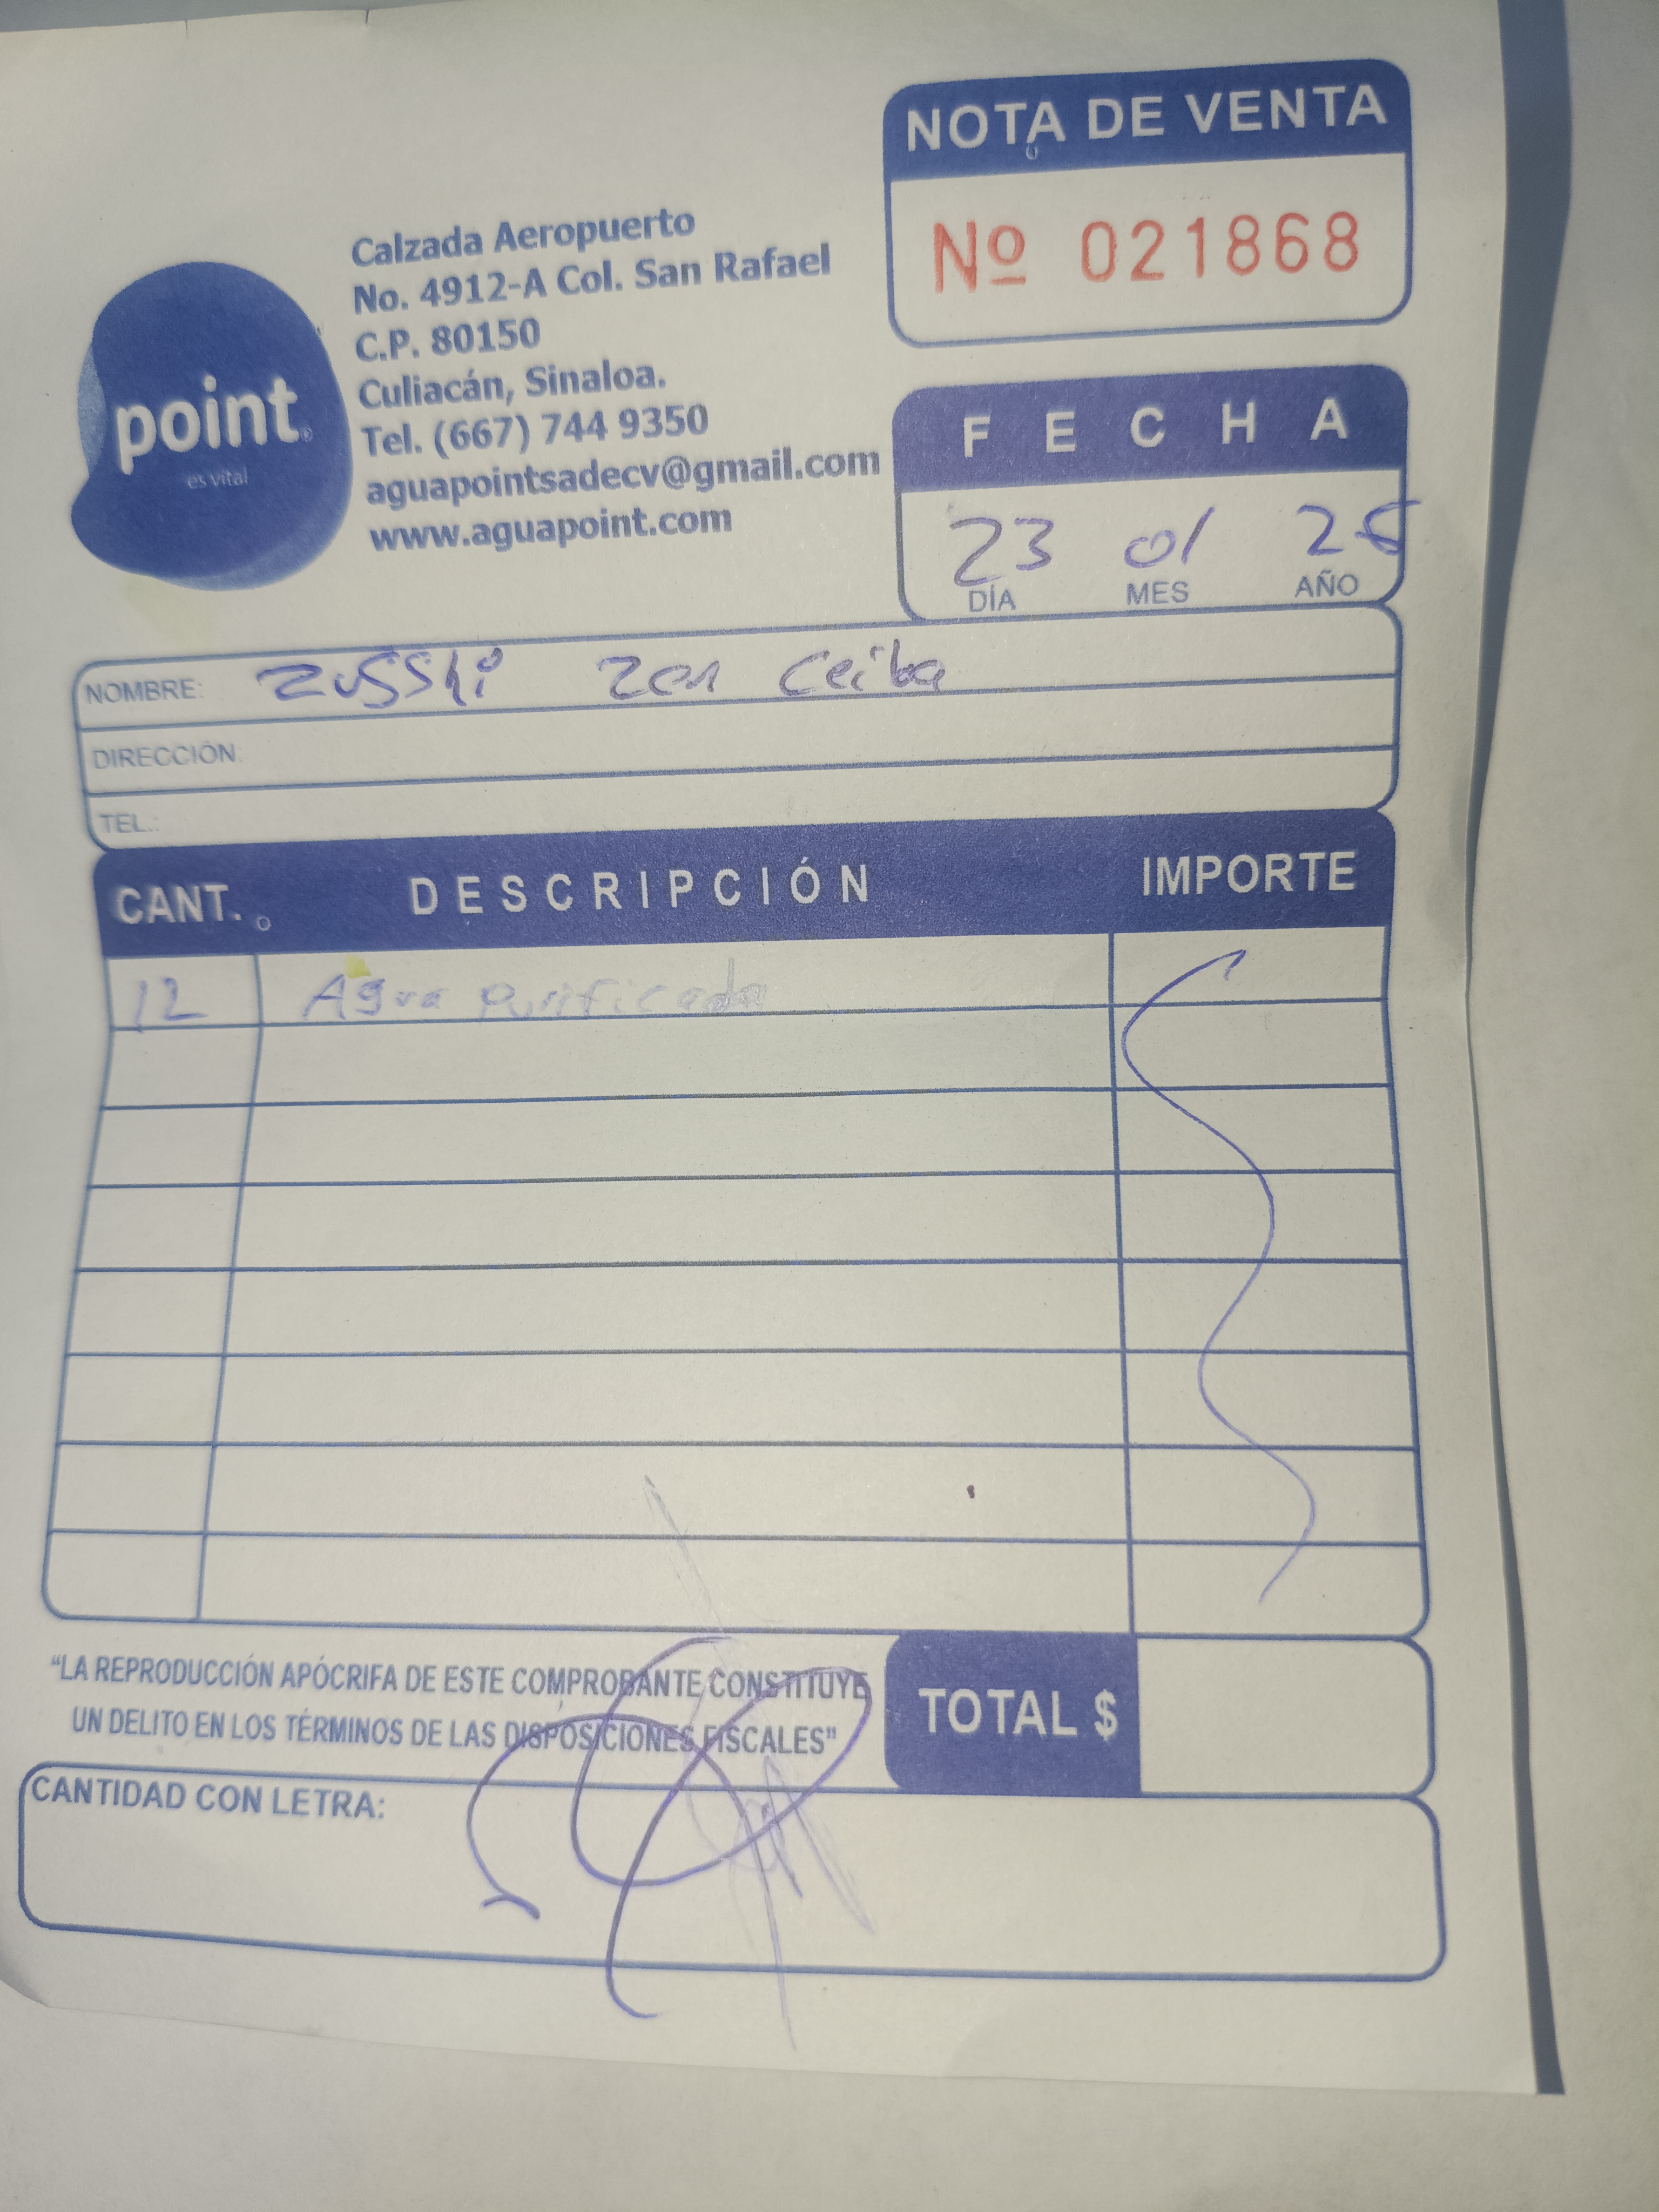 NOTA DE VENTA
Nº 021868
point
es vital
Calzada Aeropuerto
No. 4912-A Col. San Rafael
C.P. 80150
Culiacán, Sinaloa.
Tel. (667) 744 9350
aguapointsadecv@gmail.com
www.aguapoint.com
FECHA
23 01
DÍA MES AÑO
NOMBRE: Zusshi Zen Ceiba
DIRECCIÓN:
TEL.:
CANT. DESCRIPCIÓN IMPORTE
12 Agua purificada
"LA REPRODUCCIÓN APÓCRIFA DE ESTE COMPROBANTE CONSTITUYE
UN DELITO EN LOS TÉRMINOS DE LAS DISPOSICIONES FISCALES"
TOTAL $
CANTIDAD CON LETRA: